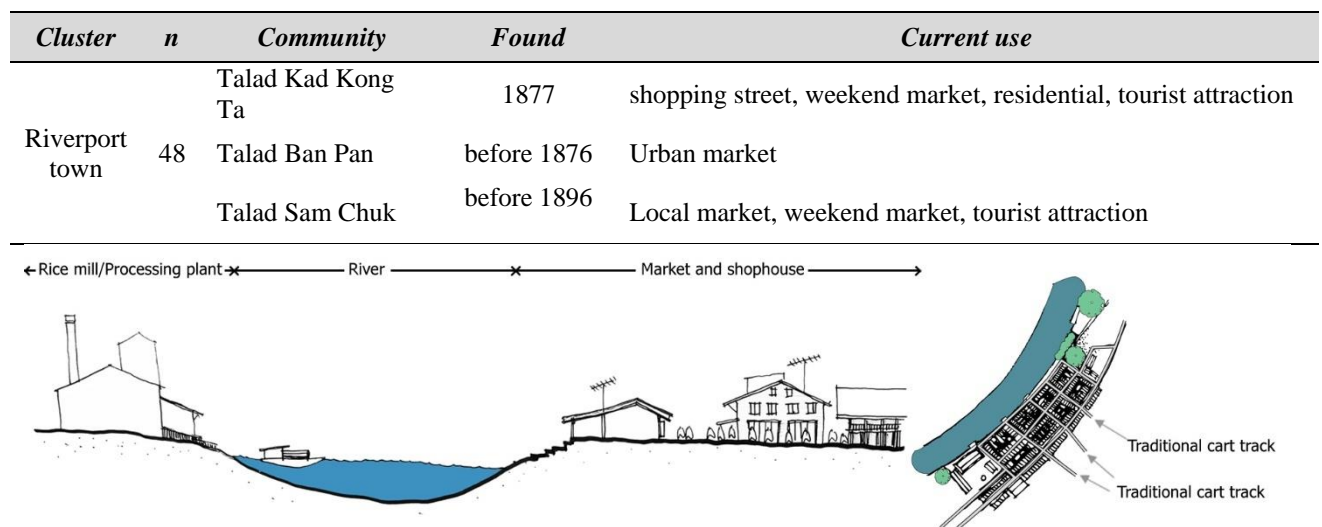 Cluster n Community Found Current use
Talad Kad Kong
Ta 1877 shopping street, weekend market, residential, tourist attraction
Riverport
town 48 Talad Ban Pan before 1876 Urban market
Talad Sam Chuk before 1896 Local market, weekend market, tourist attraction
Rice mill/Processing plant River Market and shophouse
Traditional cart track
Traditional cart track